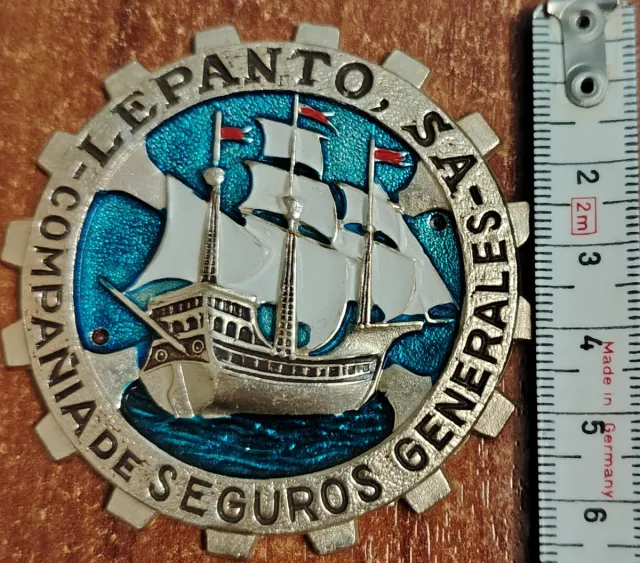 LEPANTO, SA-
-COMPAÑIA DE SEGUROS GENERALES
2
2m
3
4
Made in Germany
5
6